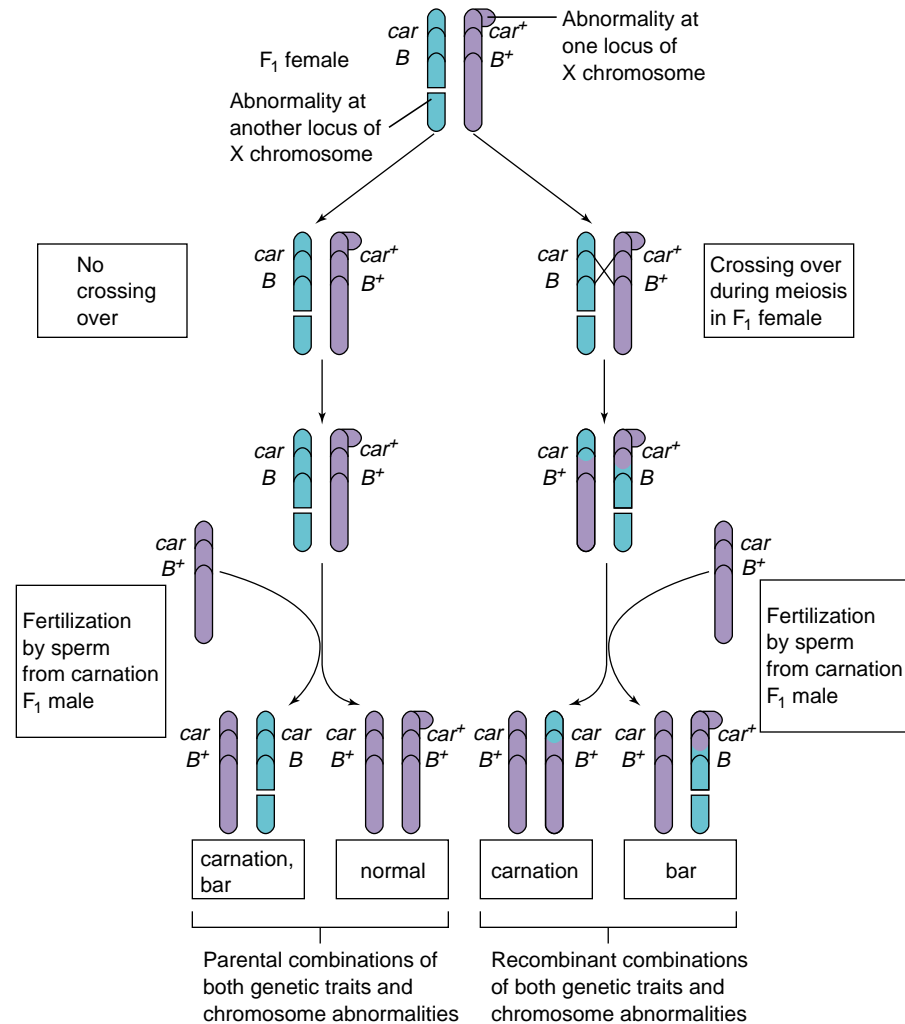 Abnormality at
one locus of
X chromosome
car car⁺
B B⁺
F₁ female
Abnormality at
another locus of
X chromosome
No
crossing
over
car car⁺
B B⁺
car car⁺
B B⁺
Crossing over
during meiosis
in F₁ female
car car⁺
B B⁺
car car⁺
B⁺ B
car
B⁺
Fertilization
by sperm
from carnation
F₁ male
car
B⁺
Fertilization
by sperm
from carnation
F₁ male
car car
B⁺ B
car car⁺
B⁺ B⁺
car car
B⁺ B⁺
car car⁺
B⁺ B
carnation,
bar
normal
carnation
bar
Parental combinations of
both genetic traits and
chromosome abnormalities
Recombinant combinations
of both genetic traits and
chromosome abnormalities